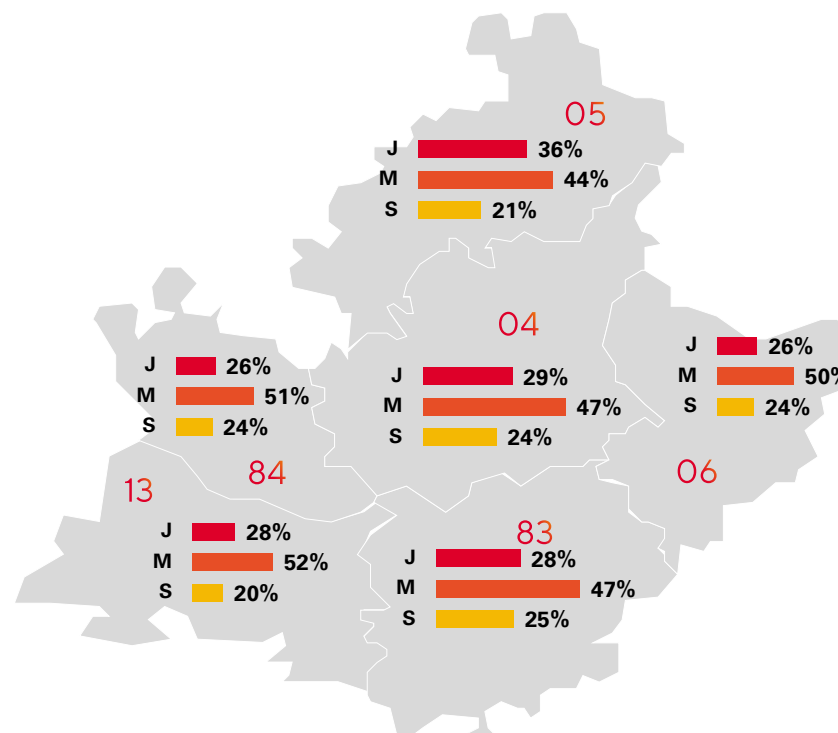 05
J 36%
M 44%
S 21%
04
J 29%
M 47%
S 24%
J 26%
M 50%
S 24%
06
J 26%
M 51%
S 24%
84
13
J 28%
M 52%
S 20%
83
J 28%
M 47%
S 25%